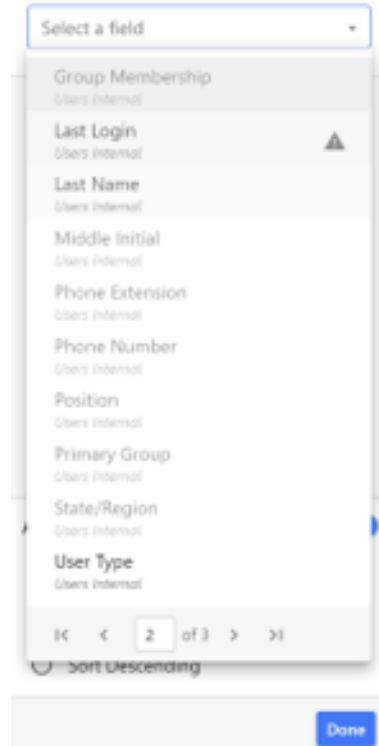 Select a field
Group Membership
Users Internal
Last Login
Users Internal
Last Name
Users Internal
Middle Initial
Users Internal
Phone Extension
Users Internal
Phone Number
Users Internal
Position
Users Internal
Primary Group
Users Internal
State/Region
Users Internal
User Type
Users Internal
2 of 3
Sort Descending
Done